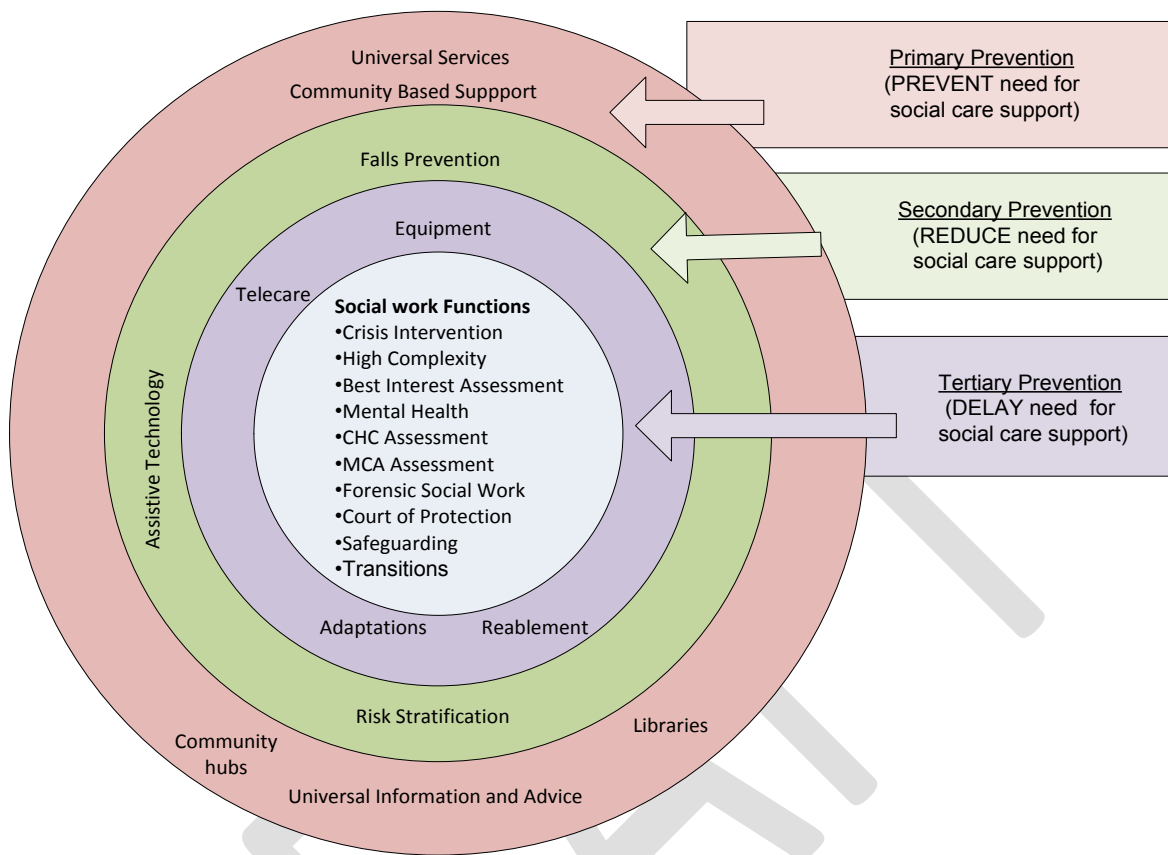 Universal Services
Community Based Suppport
Falls Prevention
Equipment
Telecare
Assistive Technology
Social work Functions
•Crisis Intervention
•High Complexity
•Best Interest Assessment
•Mental Health
•CHC Assessment
•MCA Assessment
•Forensic Social Work
•Court of Protection
•Safeguarding
•Transitions
Adaptations
Reablement
Risk Stratification
Libraries
Community
hubs
Universal Information and Advice
Primary Prevention
(PREVENT need for
social care support)
Secondary Prevention
(REDUCE need for
social care support)
Tertiary Prevention
(DELAY need for
social care support)